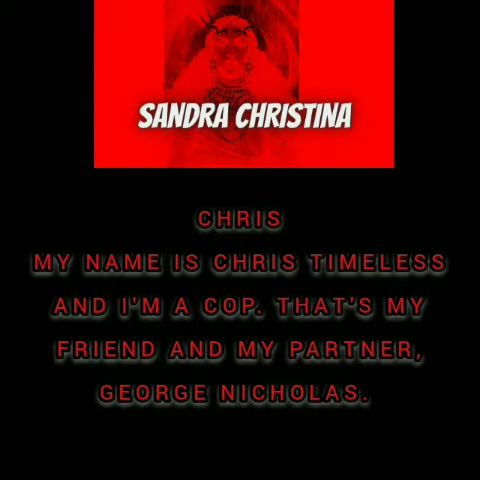 SANDRA CHRISTINA
CHRIS
MY NAME IS CHRIS TIMELESS
AND I'M A COP. THAT'S MY
FRIEND AND MY PARTNER,
GEORGE NICHOLAS.